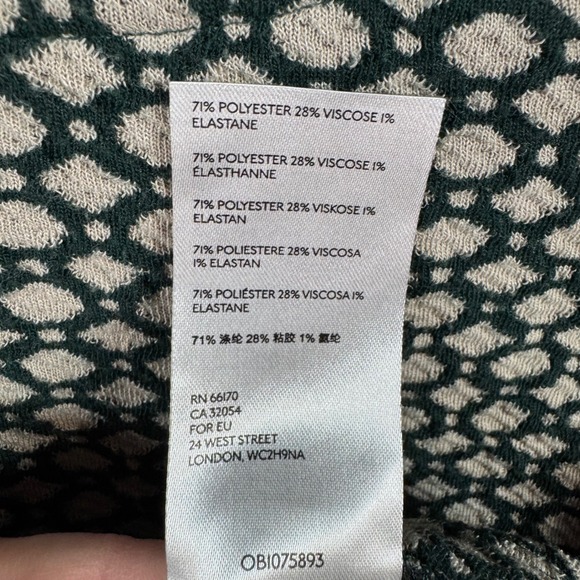 71% POLYESTER 28% VISCOSE 1%
ELASTANE
71% POLYESTER 28% VISCOSE 1%
ÉLASTHANNE
71% POLYESTER 28% VISKOSE 1%
ELASTAN
71% POLIESTERE 28% VISCOSA
1% ELASTAN
71% POLIÉSTER 28% VISCOSA 1%
ELASTANE
71% 涤纶 28% 粘胶 1% 氨纶
RN 66170
CA 32054
FOR EU
24 WEST STREET
LONDON, WC2H9NA
OB1075893